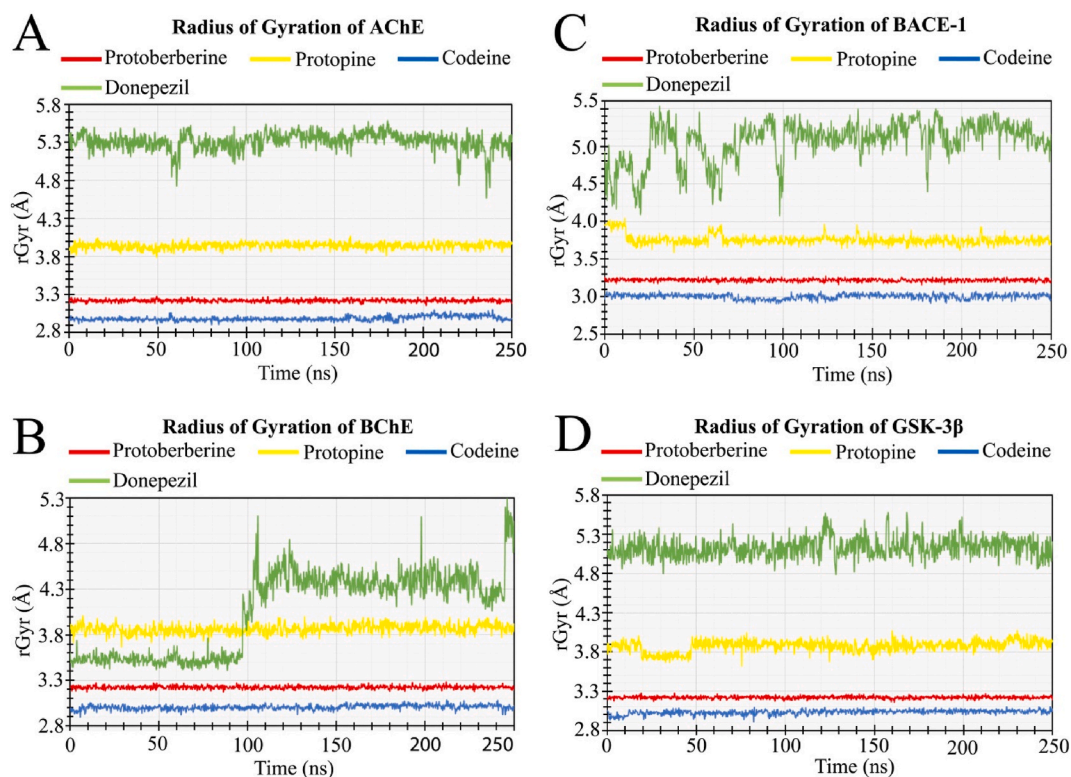 A
Radius of Gyration of AChE
Protoberberine Protopine Codeine
Donepezil
5.8
5.3
4.8
4.3
3.8
3.3
2.8
rGyr (Å)
0 50 100 150 200 250
Time (ns)
C
Radius of Gyration of BACE-1
Protoberberine Protopine Codeine
Donepezil
5.5
5.0
4.5
4.0
3.5
3.0
2.5
rGyr (Å)
0 50 100 150 200 250
Time (ns)
B
Radius of Gyration of BChE
Protoberberine Protopine Codeine
Donepezil
5.3
4.8
4.3
3.8
3.3
2.8
rGyr (Å)
0 50 100 150 200 250
Time (ns)
D
Radius of Gyration of GSK-3β
Protoberberine Protopine Codeine
Donepezil
5.8
5.3
4.8
4.3
3.8
3.3
2.8
rGyr (Å)
0 50 100 150 200 250
Time (ns)